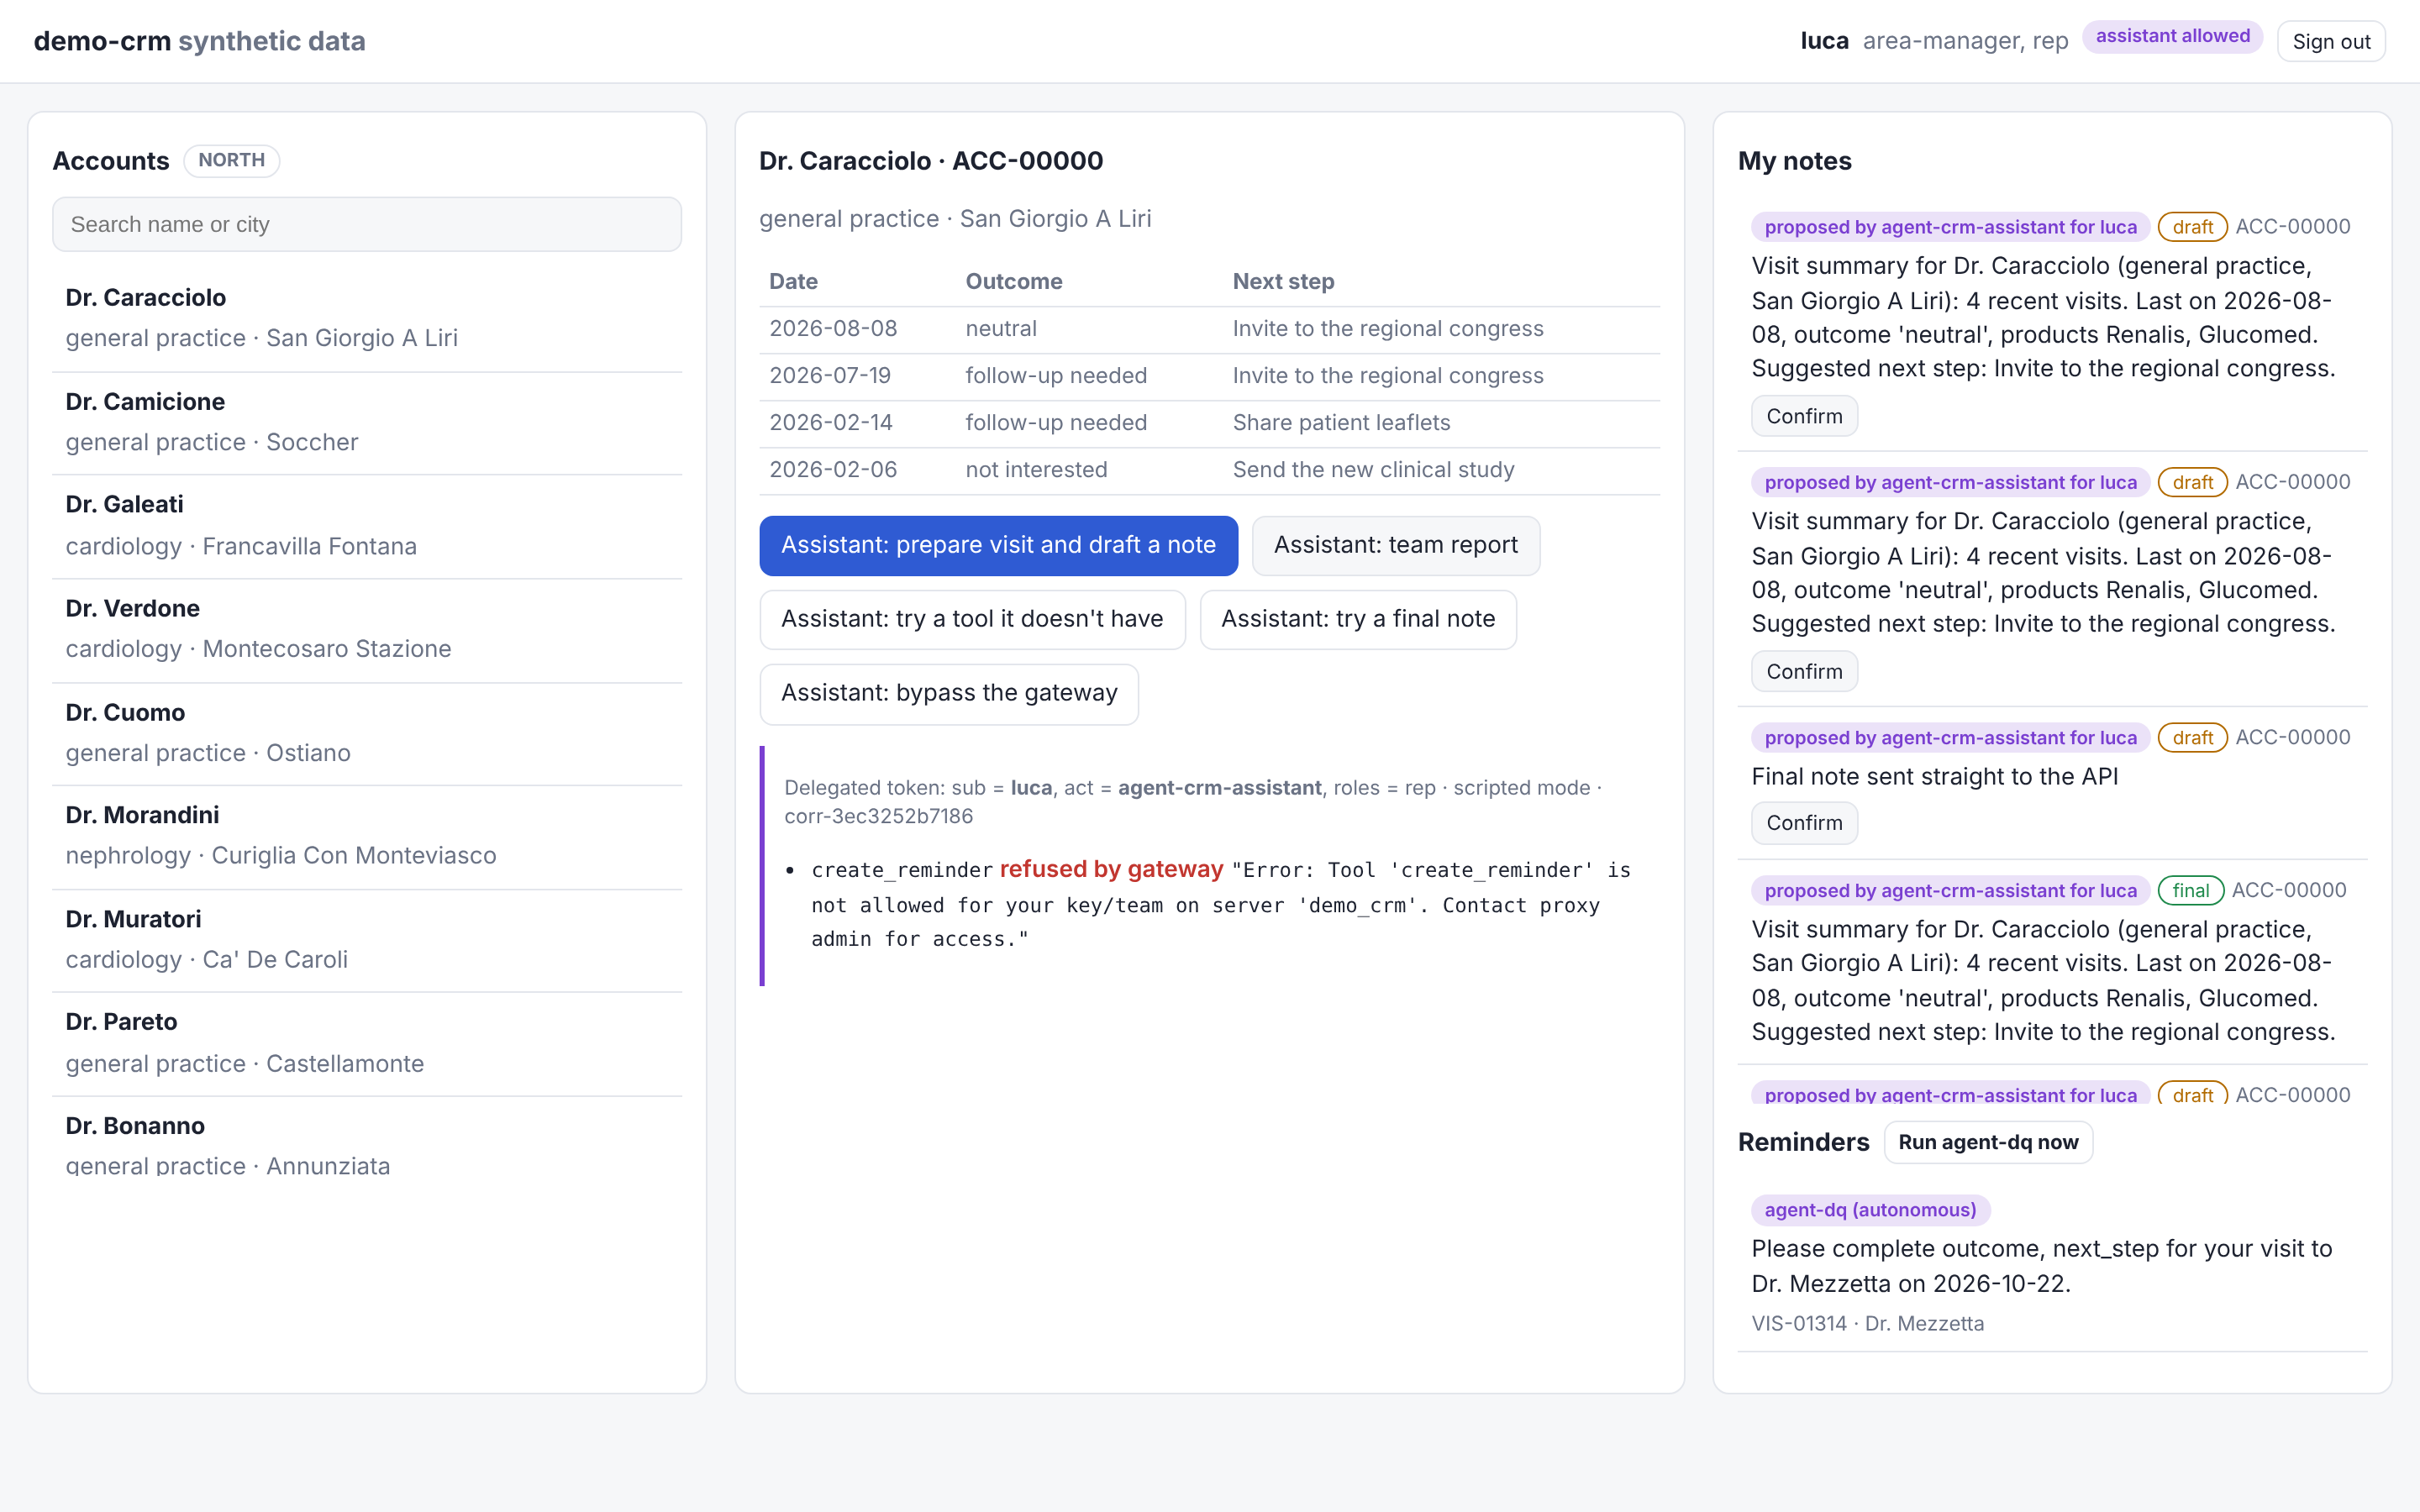 demo-crm synthetic data
luca area-manager, rep assistant allowed Sign out
Accounts NORTH
Search name or city
Dr. Caracciolo
general practice · San Giorgio A Liri
Dr. Camicione
general practice · Soccher
Dr. Galeati
cardiology · Francavilla Fontana
Dr. Verdone
cardiology · Montecosaro Stazione
Dr. Cuomo
general practice · Ostiano
Dr. Morandini
nephrology · Curiglia Con Monteviasco
Dr. Muratori
cardiology · Ca' De Caroli
Dr. Pareto
general practice · Castellamonte
Dr. Bonanno
general practice · Annunziata
Dr. Caracciolo · ACC-00000
general practice · San Giorgio A Liri
Date Outcome Next step
2026-08-08 neutral Invite to the regional congress
2026-07-19 follow-up needed Invite to the regional congress
2026-02-14 follow-up needed Share patient leaflets
2026-02-06 not interested Send the new clinical study
Assistant: prepare visit and draft a note Assistant: team report
Assistant: try a tool it doesn't have Assistant: try a final note
Assistant: bypass the gateway
Delegated token: sub = luca, act = agent-crm-assistant, roles = rep · scripted mode ·
corr-3ec3252b7186
• create_reminder refused by gateway "Error: Tool 'create_reminder' is
not allowed for your key/team on server 'demo_crm'. Contact proxy
admin for access."
My notes
proposed by agent-crm-assistant for luca draft ACC-00000
Visit summary for Dr. Caracciolo (general practice,
San Giorgio A Liri): 4 recent visits. Last on 2026-08-
08, outcome 'neutral', products Renalis, Glucomed.
Suggested next step: Invite to the regional congress.
Confirm
proposed by agent-crm-assistant for luca draft ACC-00000
Visit summary for Dr. Caracciolo (general practice,
San Giorgio A Liri): 4 recent visits. Last on 2026-08-
08, outcome 'neutral', products Renalis, Glucomed.
Suggested next step: Invite to the regional congress.
Confirm
proposed by agent-crm-assistant for luca draft ACC-00000
Final note sent straight to the API
Confirm
proposed by agent-crm-assistant for luca final ACC-00000
Visit summary for Dr. Caracciolo (general practice,
San Giorgio A Liri): 4 recent visits. Last on 2026-08-
08, outcome 'neutral', products Renalis, Glucomed.
Suggested next step: Invite to the regional congress.
proposed by agent-crm-assistant for luca draft ACC-00000
Reminders Run agent-dq now
agent-dq (autonomous)
Please complete outcome, next_step for your visit to
Dr. Mezzetta on 2026-10-22.
VIS-01314 · Dr. Mezzetta